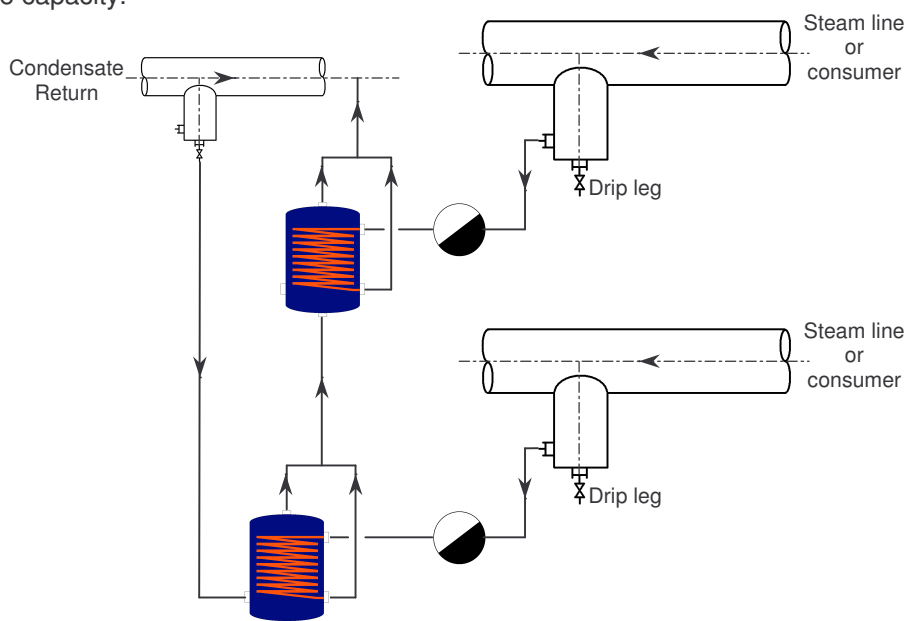 capacity.
Steam line
or
consumer
Condensate
Return
Drip leg
Steam line
or
consumer
Drip leg